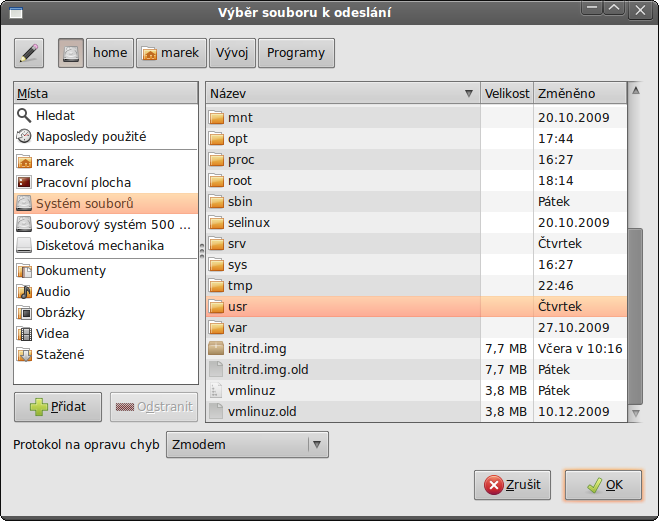 Výběr souboru k odeslání
home marek Vývoj Programy
Místa
Hledat
Naposledy použité
marek
Pracovní plocha
Systém souborů
Souborový systém 500 ...
Disketová mechanika
Dokumenty
Audio
Obrázky
Videa
Stažené
Přidat Odstranit
Název Velikost Změněno
mnt 20.10.2009
opt 17:44
proc 16:27
root 18:14
sbin Pátek
selinux 20.10.2009
srv Čtvrtek
sys 16:27
tmp 22:46
usr Čtvrtek
var 27.10.2009
initrd.img 7,7 MB Včera v 10:16
initrd.img.old 7,7 MB Pátek
vmlinuz 3,8 MB Pátek
vmlinuz.old 3,8 MB 10.12.2009
Protokol na opravu chyb Zmodem
Zrušit OK